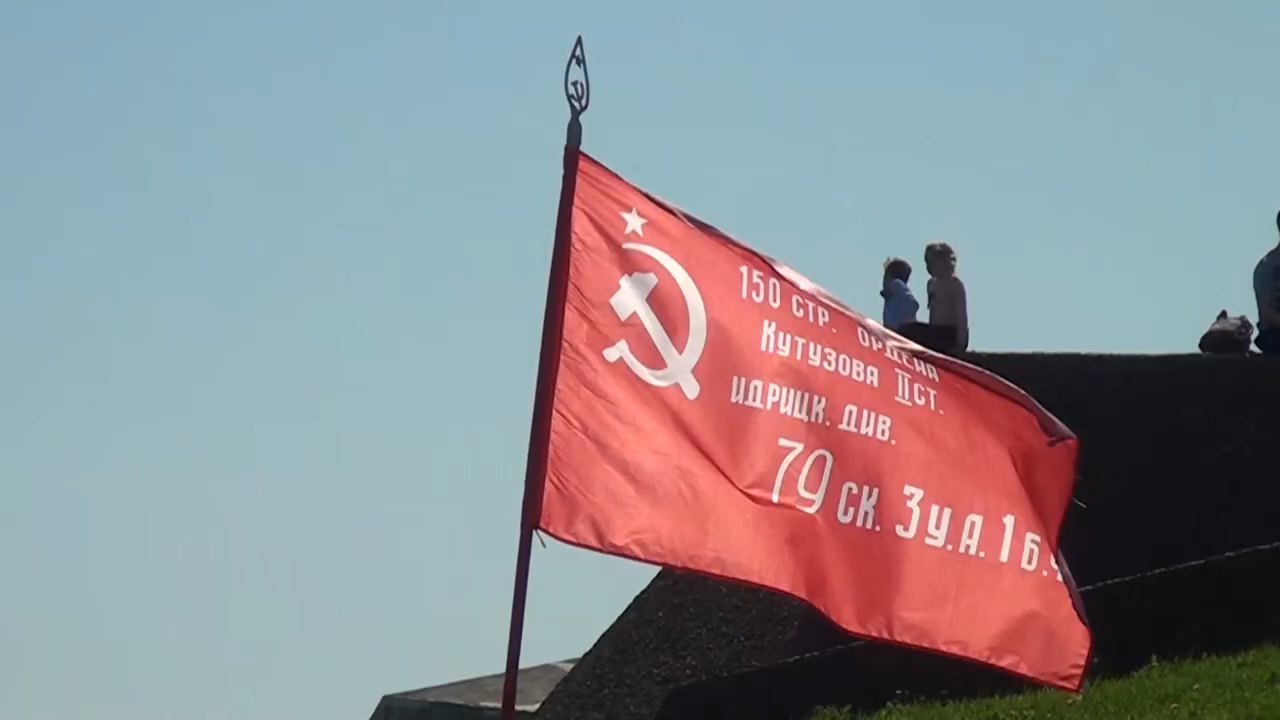 150 СТР. ОРДЕНА
КУТУЗОВА II СТ.
ИДРИЦК. ДИВ.
79 СК. 3 У.А. 1 Б.